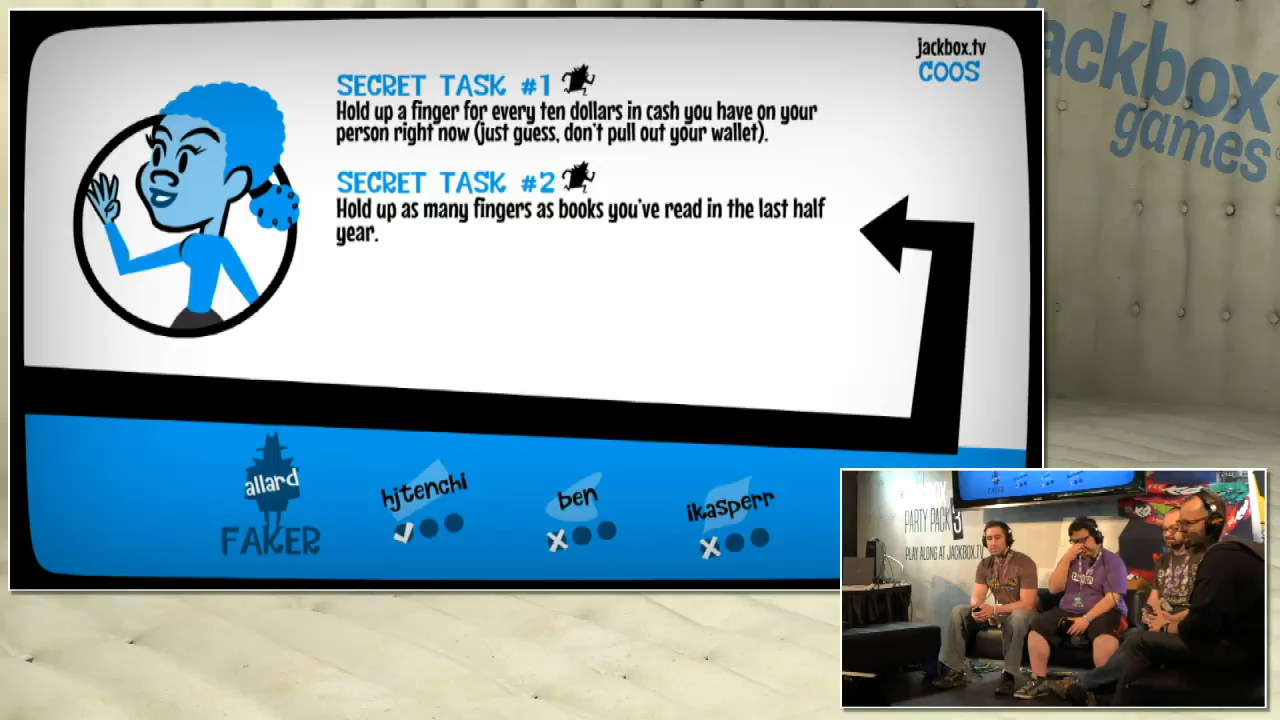 jackbox.tv
COOS
SECRET TASK #1
Hold up a finger for every ten dollars in cash you have on your
person right now (just guess, don't pull out your wallet).
SECRET TASK #2
Hold up as many fingers as books you've read in the last half
year.
allard
FAKER
hjtenchi
ben
ikasperr
jackbox
games
PARTY PACK 3
PLAY ALONG AT JACKBOX.TV